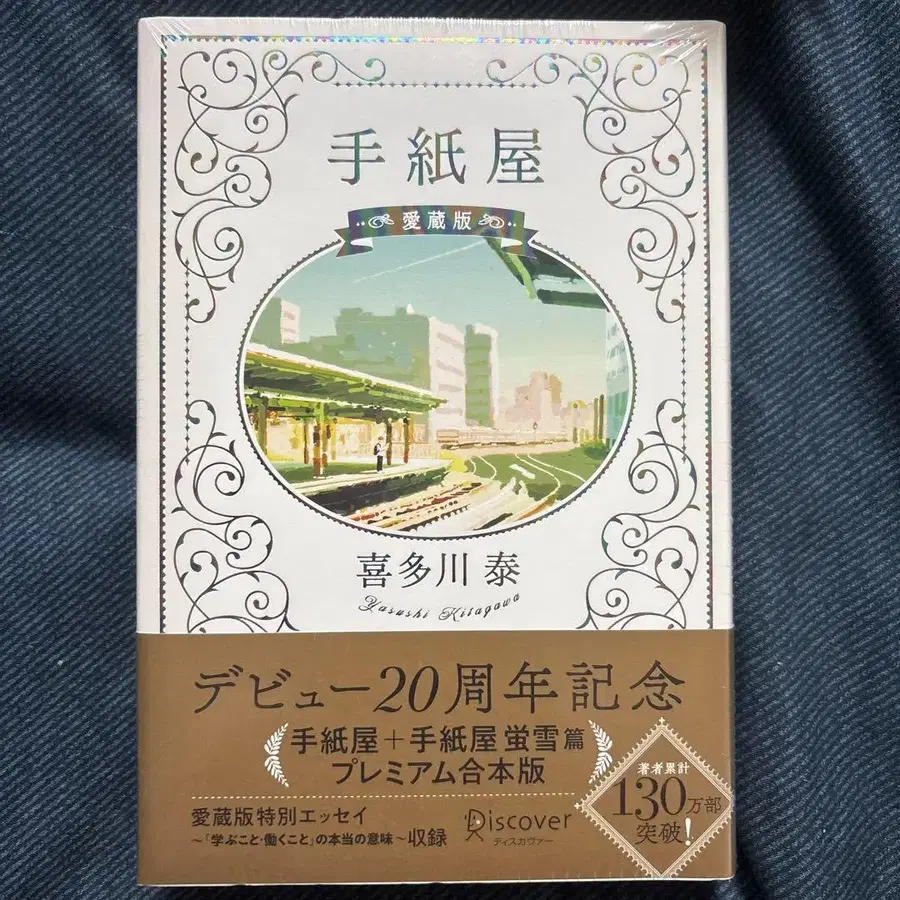 手紙屋
愛蔵版
喜多川 泰
Yasushi Kitagawa
デビュー20周年記念
手紙屋+手紙屋蛍雪篇
プレミアム合本版
愛蔵版特別エッセイ
~「学ぶこと・働くこと」の本当の意味~収録
Discover
ディスカヴァー
著者累計
130万部
突破!